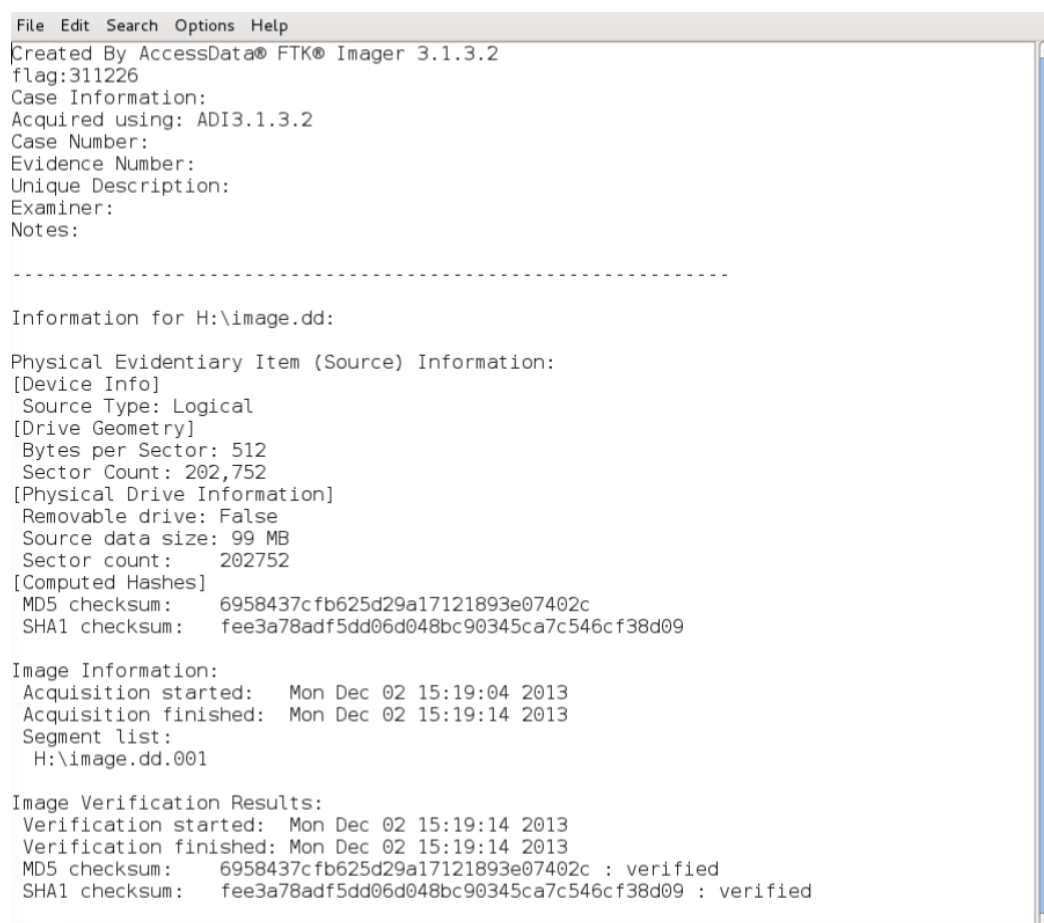 File Edit Search Options Help
Created By AccessData® FTK® Imager 3.1.3.2
flag:311226
Case Information:
Acquired using: ADI3.1.3.2
Case Number:
Evidence Number:
Unique Description:
Examiner:
Notes:
--------------------------------------------------------------
Information for H:\image.dd:
Physical Evidentiary Item (Source) Information:
[Device Info]
Source Type: Logical
[Drive Geometry]
Bytes per Sector: 512
Sector Count: 202,752
[Physical Drive Information]
Removable drive: False
Source data size: 99 MB
Sector count: 202752
[Computed Hashes]
MD5 checksum: 6958437cfb625d29a17121893e07402c
SHA1 checksum: fee3a78adf5dd06d048bc90345ca7c546cf38d09
Image Information:
Acquisition started: Mon Dec 02 15:19:04 2013
Acquisition finished: Mon Dec 02 15:19:14 2013
Segment list:
H:\image.dd.001
Image Verification Results:
Verification started: Mon Dec 02 15:19:14 2013
Verification finished: Mon Dec 02 15:19:14 2013
MD5 checksum: 6958437cfb625d29a17121893e07402c : verified
SHA1 checksum: fee3a78adf5dd06d048bc90345ca7c546cf38d09 : verified